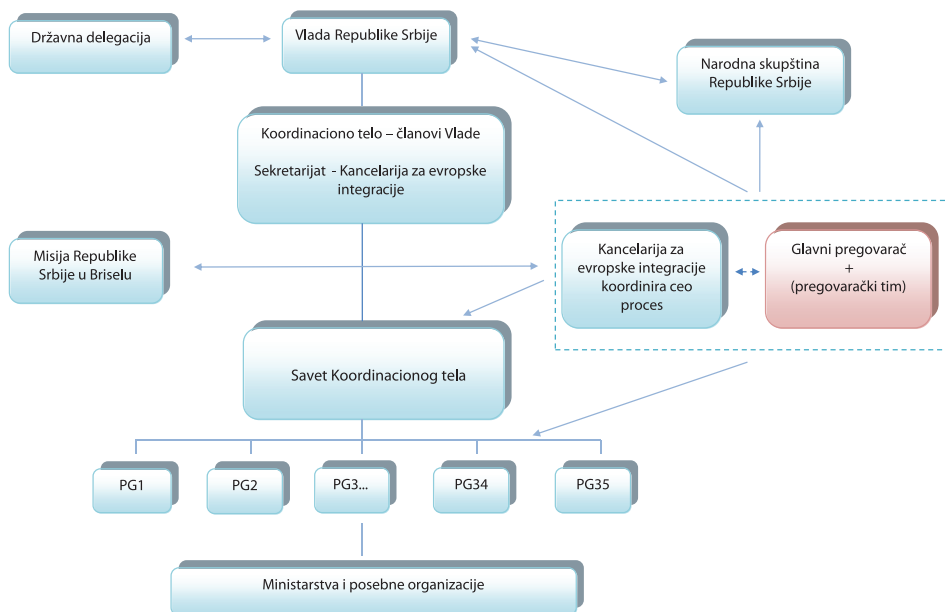 Državna delegacija
Vlada Republike Srbije
Narodna skupština
Republike Srbije
Koordinaciono telo – članovi Vlade
Sekretarijat - Kancelarija za evropske
integracije
Misija Republike
Srbije u Briselu
Kancelarija za
evropske integracije
koordinira ceo
proces
Glavni pregovarač
+
(pregovarački tim)
Savet Koordinacionog tela
PG1
PG2
PG3...
PG34
PG35
Ministarstva i posebne organizacije